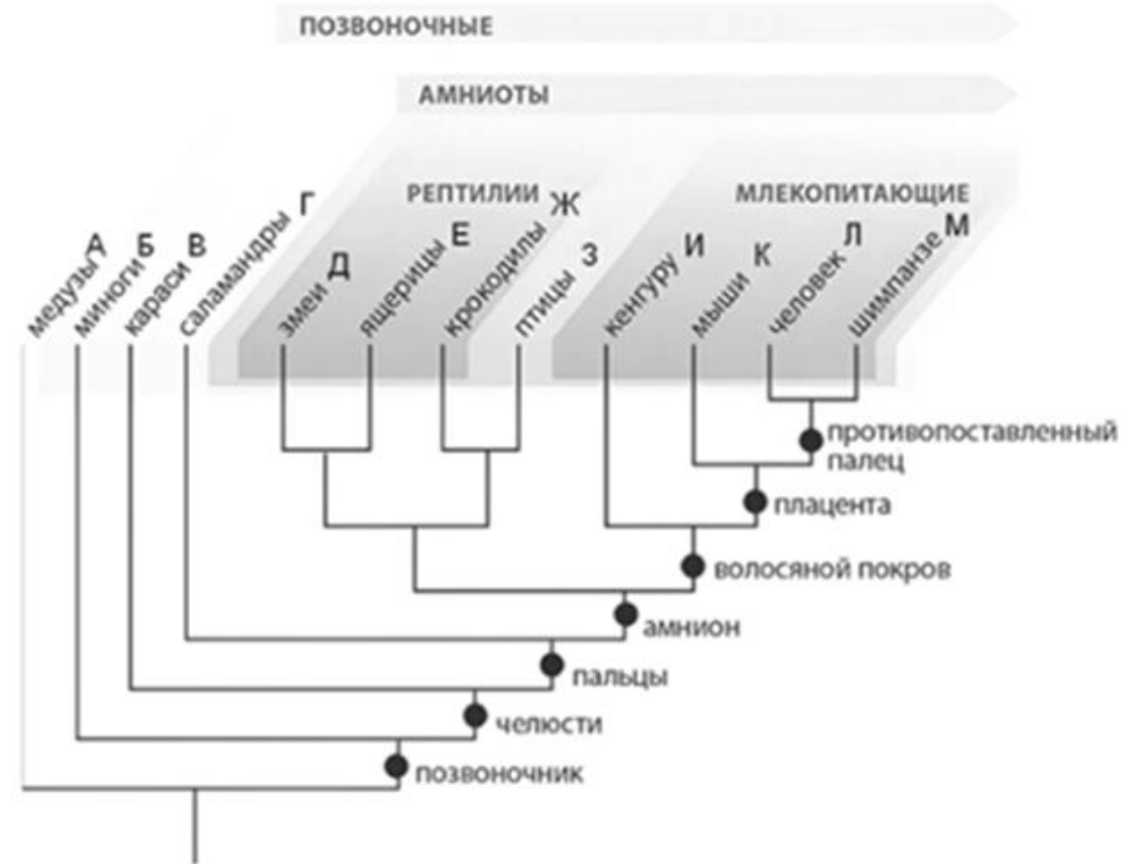 ПОЗВОНОЧНЫЕ
АМНИОТЫ
РЕПТИЛИИ
МЛЕКОПИТАЮЩИЕ
медузы А
миноги Б
караси В
саламандры Г
змеи Д
ящерицы Е
крокодилы Ж
птицы З
кенгуру И
мыши К
человек Л
шимпанзе М
противопоставленный
палец
плацента
волосяной покров
амнион
пальцы
челюсти
позвоночник